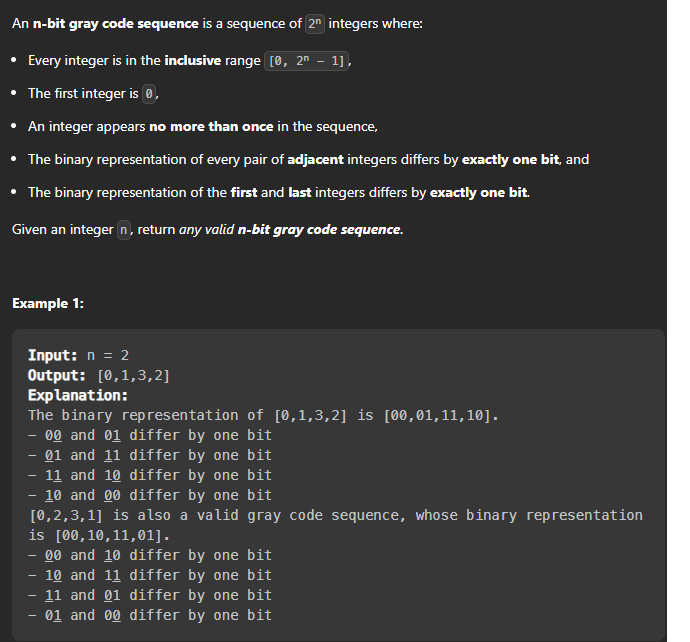 An n-bit gray code sequence is a sequence of 2ⁿ integers where:
• Every integer is in the inclusive range [0, 2ⁿ - 1],
• The first integer is 0,
• An integer appears no more than once in the sequence,
• The binary representation of every pair of adjacent integers differs by exactly one bit, and
• The binary representation of the first and last integers differs by exactly one bit.
Given an integer n, return any valid n-bit gray code sequence.
Example 1:
Input: n = 2
Output: [0,1,3,2]
Explanation:
The binary representation of [0,1,3,2] is [00,01,11,10].
- 00 and 01 differ by one bit
- 01 and 11 differ by one bit
- 11 and 10 differ by one bit
- 10 and 00 differ by one bit
[0,2,3,1] is also a valid gray code sequence, whose binary representation
is [00,10,11,01].
- 00 and 10 differ by one bit
- 10 and 11 differ by one bit
- 11 and 01 differ by one bit
- 01 and 00 differ by one bit